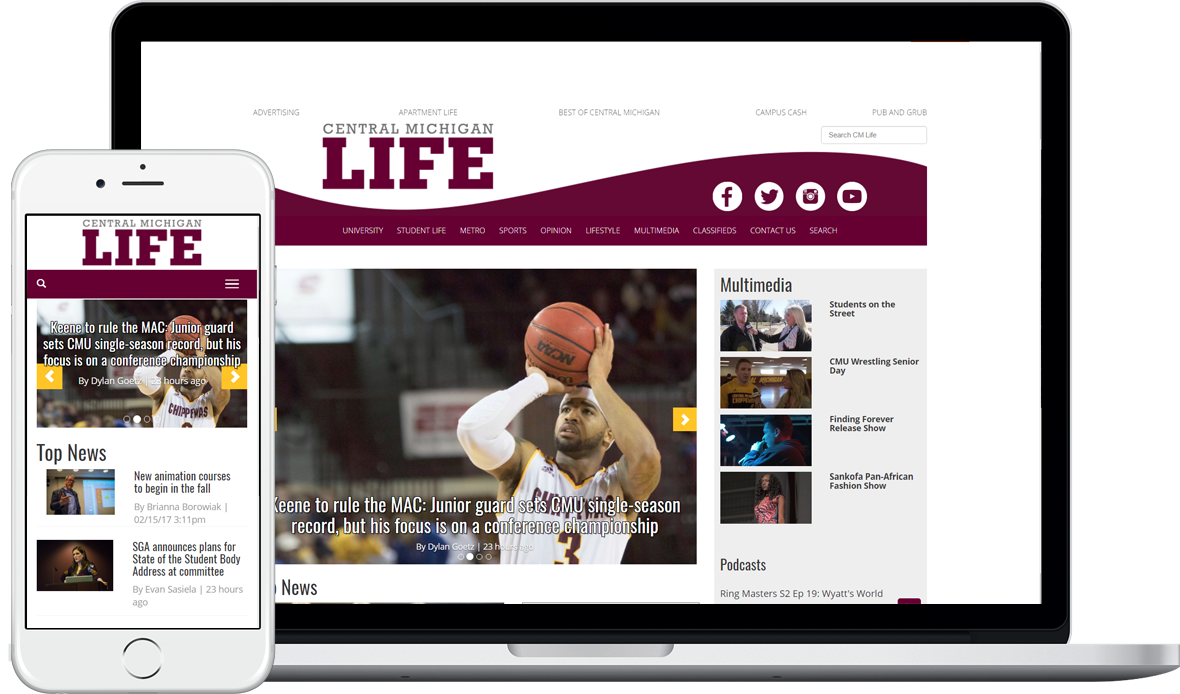 ADVERTISING
APARTMENT LIFE
BEST OF CENTRAL MICHIGAN
CAMPUS CASH
PUB AND GRUB
CENTRAL MICHIGAN
LIFE
Search CM Life
UNIVERSITY
STUDENT LIFE
METRO
SPORTS
OPINION
LIFESTYLE
MULTIMEDIA
CLASSIFIEDS
CONTACT US
SEARCH
NCAA
CHIPPEWAS
3
Keene to rule the MAC: Junior guard sets CMU single-season
record, but his focus is on a conference championship
By Dylan Goetz | 23 hours ago
News
Multimedia
Students on the
Street
CMU Wrestling Senior
Day
Finding Forever
Release Show
Sankofa Pan-African
Fashion Show
Podcasts
Ring Masters S2 Ep 19: Wyatt's World
CENTRAL MICHIGAN
LIFE
Keene to rule the MAC: Junior guard
sets CMU single-season record, but his
focus is on a conference championship
By Dylan Goetz | 23 hours ago
CHIPPEWAS
Top News
New animation courses
to begin in the fall
By Brianna Borowiak |
02/15/17 3:11pm
SGA announces plans for
State of the Student Body
Address at committee
By Evan Sasiela | 23 hours
ago